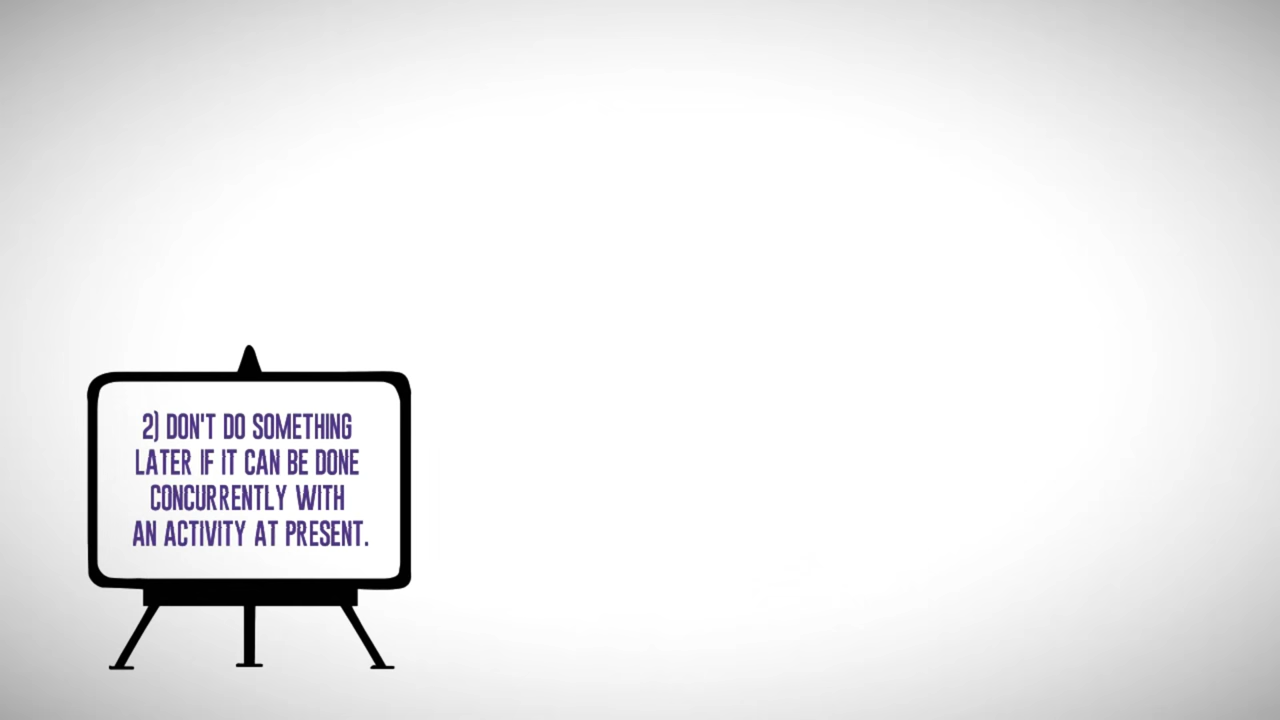 2) DON'T DO SOMETHING
LATER IF IT CAN BE DONE
CONCURRENTLY WITH
AN ACTIVITY AT PRESENT.